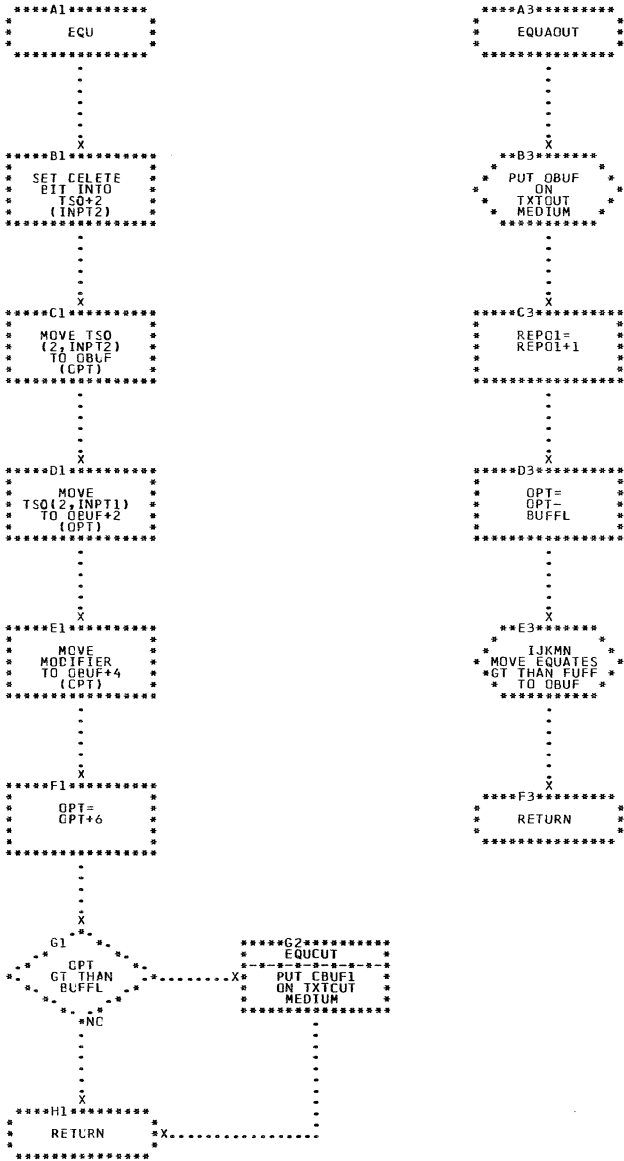 A1
EQU
B1
SET CELETE
BIT INTO
TSO+2
(INPT2)
C1
MOVE TSO
(2,INPT2)
TO OBUF
(CPT)
D1
MOVE
TSO(2,INPT1)
TO OBUF+2
(OPT)
E1
MOVE
MODIFIER
TO OBUF+4
(CPT)
F1
OPT=
OPT+6
G1
OPT
GT THAN
BUFFL
NC
G2
EQUCUT
PUT CBUF1
ON TXTCUT
MEDIUM
H1
RETURN
A3
EQUAOUT
B3
PUT OBUF
ON
TXTOUT
MEDIUM
C3
REPO1=
REPO1+1
D3
OPT=
OPT-
BUFFL
E3
IJKMN
MOVE EQUATES
GT THAN FUFF
TO OBUF
F3
RETURN